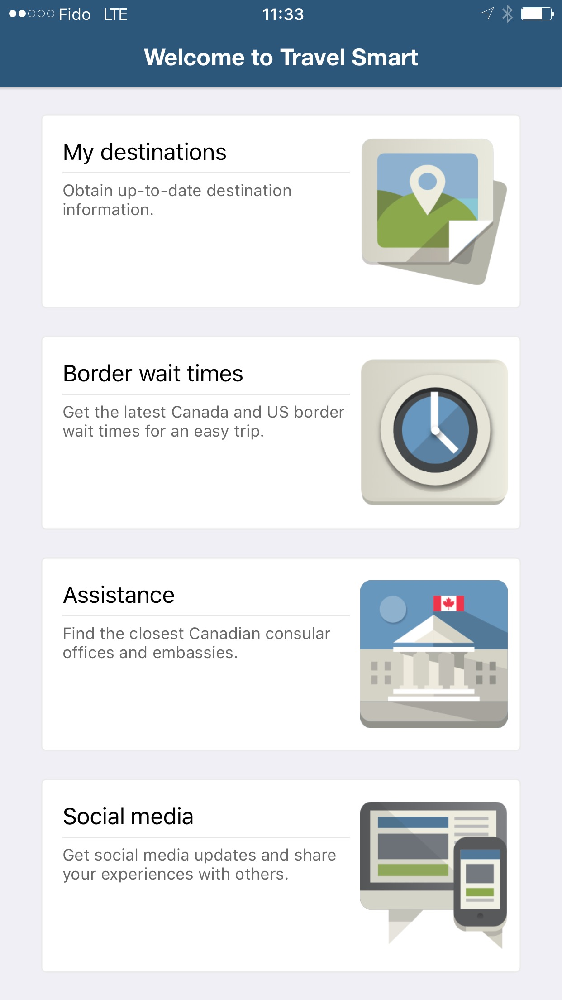 Fido LTE 11:33
Welcome to Travel Smart
My destinations
Obtain up-to-date destination
information.
Border wait times
Get the latest Canada and US border
wait times for an easy trip.
Assistance
Find the closest Canadian consular
offices and embassies.
Social media
Get social media updates and share
your experiences with others.